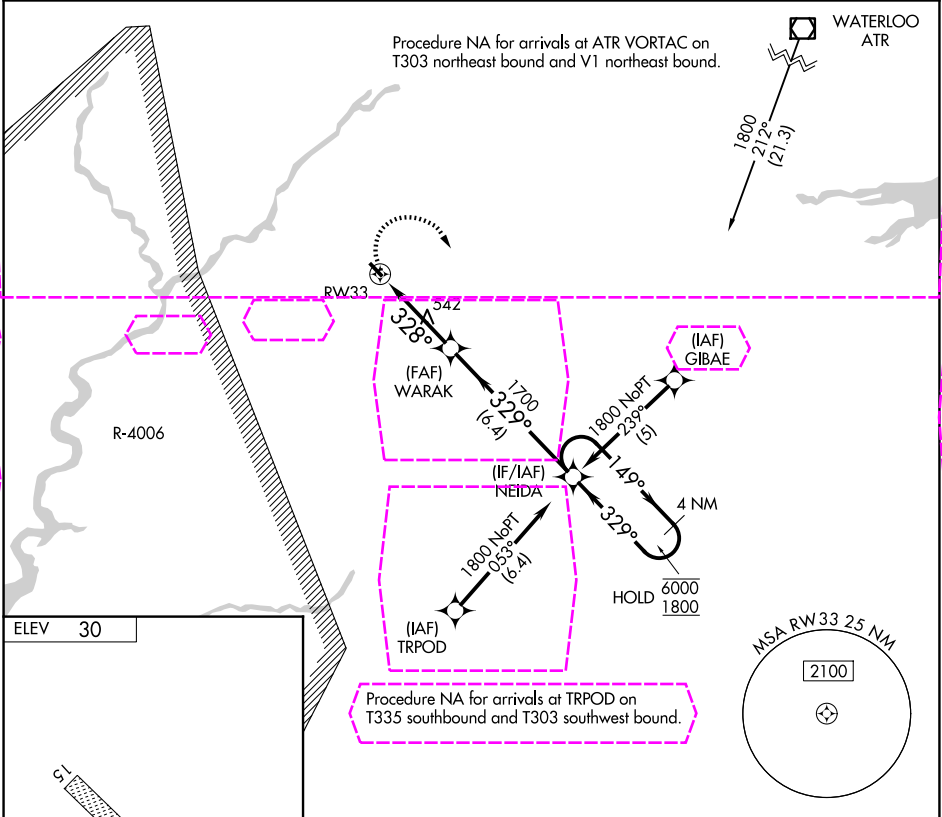 WATERLOO
ATR
Procedure NA for arrivals at ATR VORTAC on
T303 northeast bound and V1 northeast bound.
1800
212°
(21.3)
RW33
542
328°
(FAF)
WARAK
1700
329°
(6.4)
(IAF)
GIBAE
1800 NoPT
239°
(5)
R-4006
(IF/IAF)
NEIDA
149°
329°
4 NM
1800 NoPT
053°
(6.4)
HOLD
6000
1800
(IAF)
TRPOD
ELEV 30
MSA RW33 25 NM
2100
Procedure NA for arrivals at TRPOD on
T335 southbound and T303 southwest bound.
15